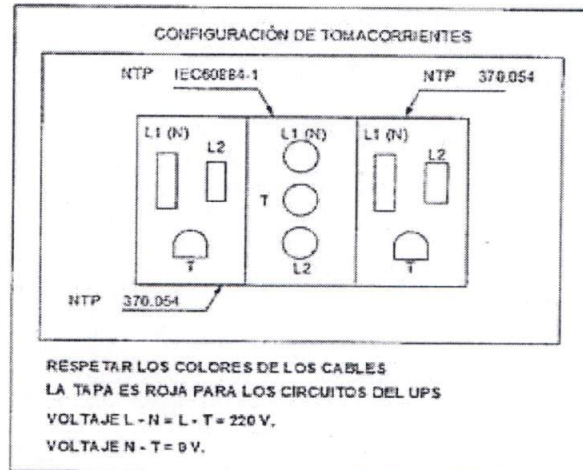 CONFIGURACIÓN DE TOMACORRIENTES
NTP IEC60884-1
NTP 370.054
L1 (N)
L2
T
L1 (N)
T
L2
L1 (N)
L2
T
NTP 370.054
RESPETAR LOS COLORES DE LOS CABLES
LA TAPA ES ROJA PARA LOS CIRCUITOS DEL UPS
VOLTAJE L - N = L - T = 220 V.
VOLTAJE N - T = 0 V.